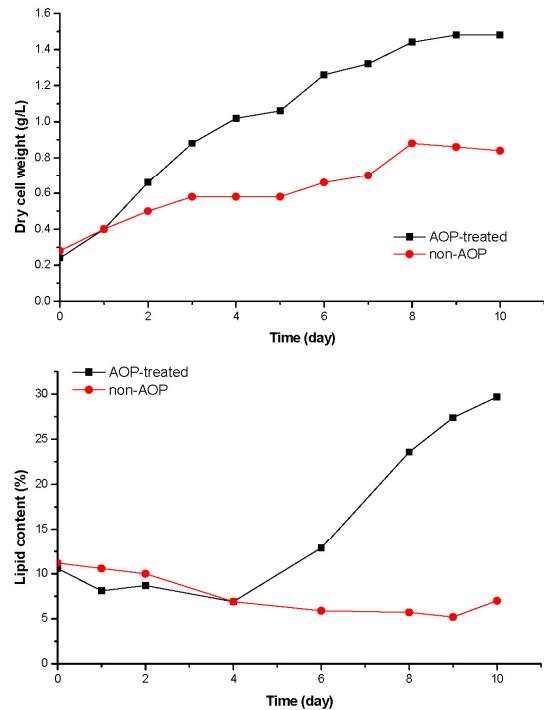 1.6
1.4
1.2
1.0
0.8
0.6
0.4
0.2
0.0
Dry cell weight (g/L)
AOP-treated
non-AOP
0 2 4 6 8 10
Time (day)
AOP-treated
non-AOP
30
25
20
15
10
5
0
Lipid content (%)
0 2 4 6 8 10
Time (day)